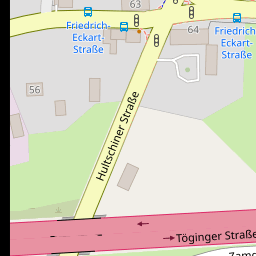 63
64
Friedrich-
Eckart-
Straße
Friedrich-
Eckart-
Straße
56
Hultschiner Straße
Töginger Straße